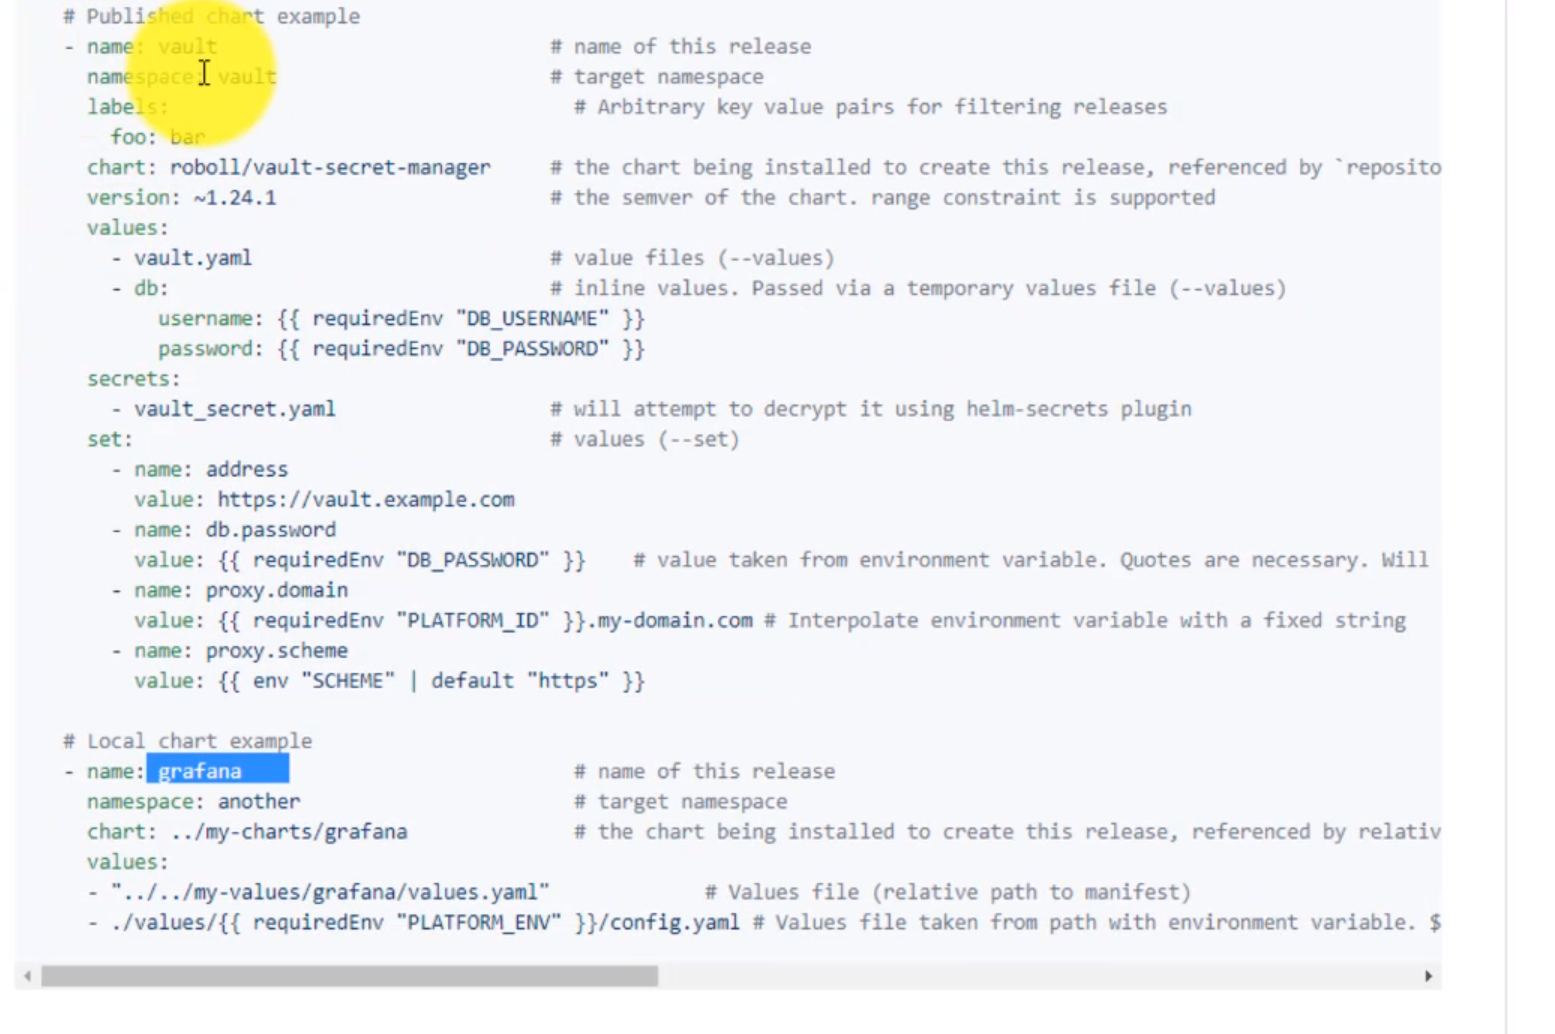 # Published chart example
- name: vault # name of this release
namespace: vault # target namespace
labels: # Arbitrary key value pairs for filtering releases
foo: bar
chart: roboll/vault-secret-manager # the chart being installed to create this release, referenced by `reposito
version: ~1.24.1 # the semver of the chart. range constraint is supported
values:
- vault.yaml # value files (--values)
- db: # inline values. Passed via a temporary values file (--values)
username: {{ requiredEnv "DB_USERNAME" }}
password: {{ requiredEnv "DB_PASSWORD" }}
secrets:
- vault_secret.yaml # will attempt to decrypt it using helm-secrets plugin
set: # values (--set)
- name: address
value: https://vault.example.com
- name: db.password
value: {{ requiredEnv "DB_PASSWORD" }} # value taken from environment variable. Quotes are necessary. Will
- name: proxy.domain
value: {{ requiredEnv "PLATFORM_ID" }}.my-domain.com # Interpolate environment variable with a fixed string
- name: proxy.scheme
value: {{ env "SCHEME" | default "https" }}
# Local chart example
- name: grafana # name of this release
namespace: another # target namespace
chart: ../my-charts/grafana # the chart being installed to create this release, referenced by relativ
values:
- "../../my-values/grafana/values.yaml" # Values file (relative path to manifest)
- ./values/{{ requiredEnv "PLATFORM_ENV" }}/config.yaml # Values file taken from path with environment variable. $